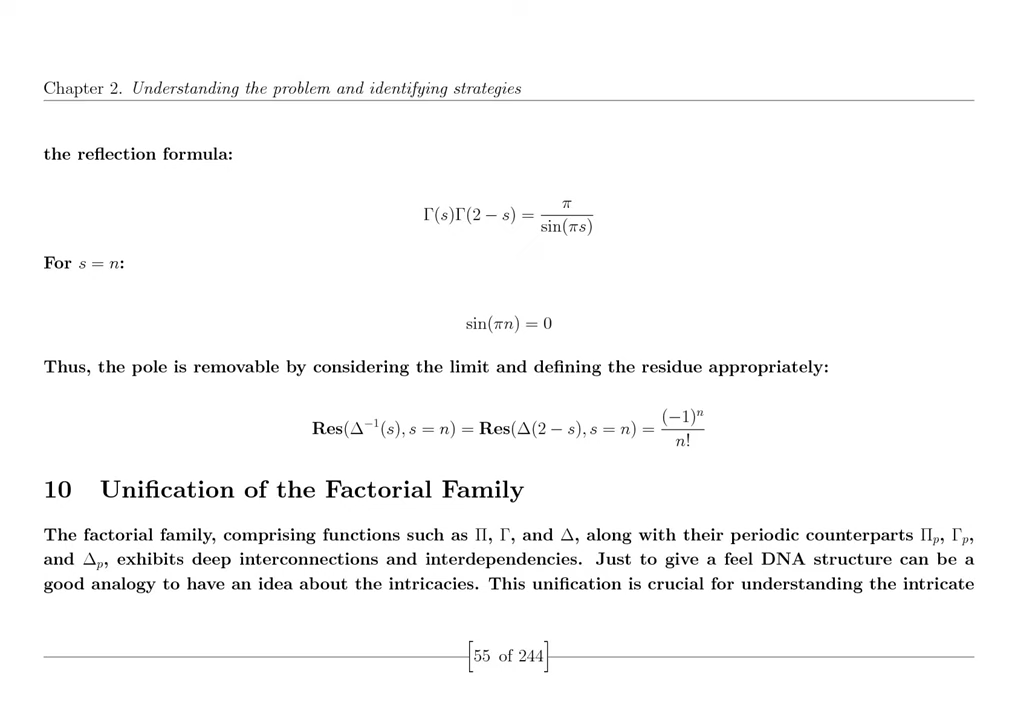 Chapter 2. Understanding the problem and identifying strategies
the reflection formula:
Γ(s)Γ(2 − s) = π / sin(πs)
For s = n:
sin(πn) = 0
Thus, the pole is removable by considering the limit and defining the residue appropriately:
Res(Δ⁻¹(s), s = n) = Res(Δ(2 − s), s = n) = (−1)ⁿ / n!
10 Unification of the Factorial Family
The factorial family, comprising functions such as Π, Γ, and Δ, along with their periodic counterparts Πₚ, Γₚ,
and Δₚ, exhibits deep interconnections and interdependencies. Just to give a feel DNA structure can be a
good analogy to have an idea about the intricacies. This unification is crucial for understanding the intricate
[55 of 244]